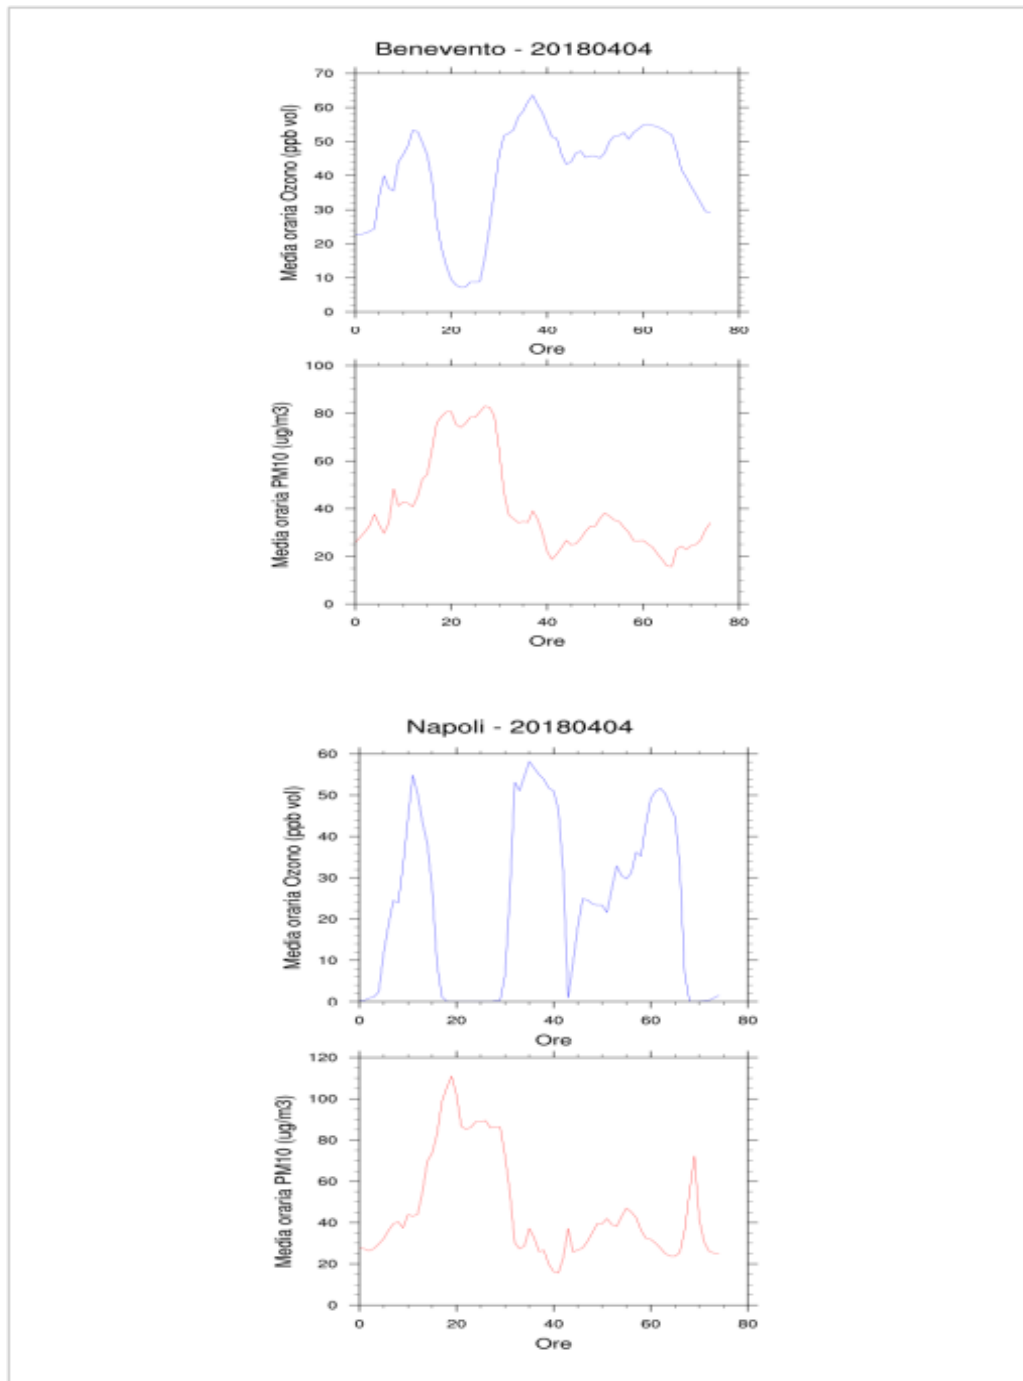 Benevento - 20180404
70
60
50
40
30
20
10
0
Media oraria Ozono (ppb vol)
0 20 40 60 80
Ore
100
80
60
40
20
0
Media oraria PM10 (ug/m3)
0 20 40 60 80
Ore
Napoli - 20180404
60
50
40
30
20
10
0
Media oraria Ozono (ppb vol)
0 20 40 60 80
Ore
120
100
80
60
40
20
0
Media oraria PM10 (ug/m3)
0 20 40 60 80
Ore